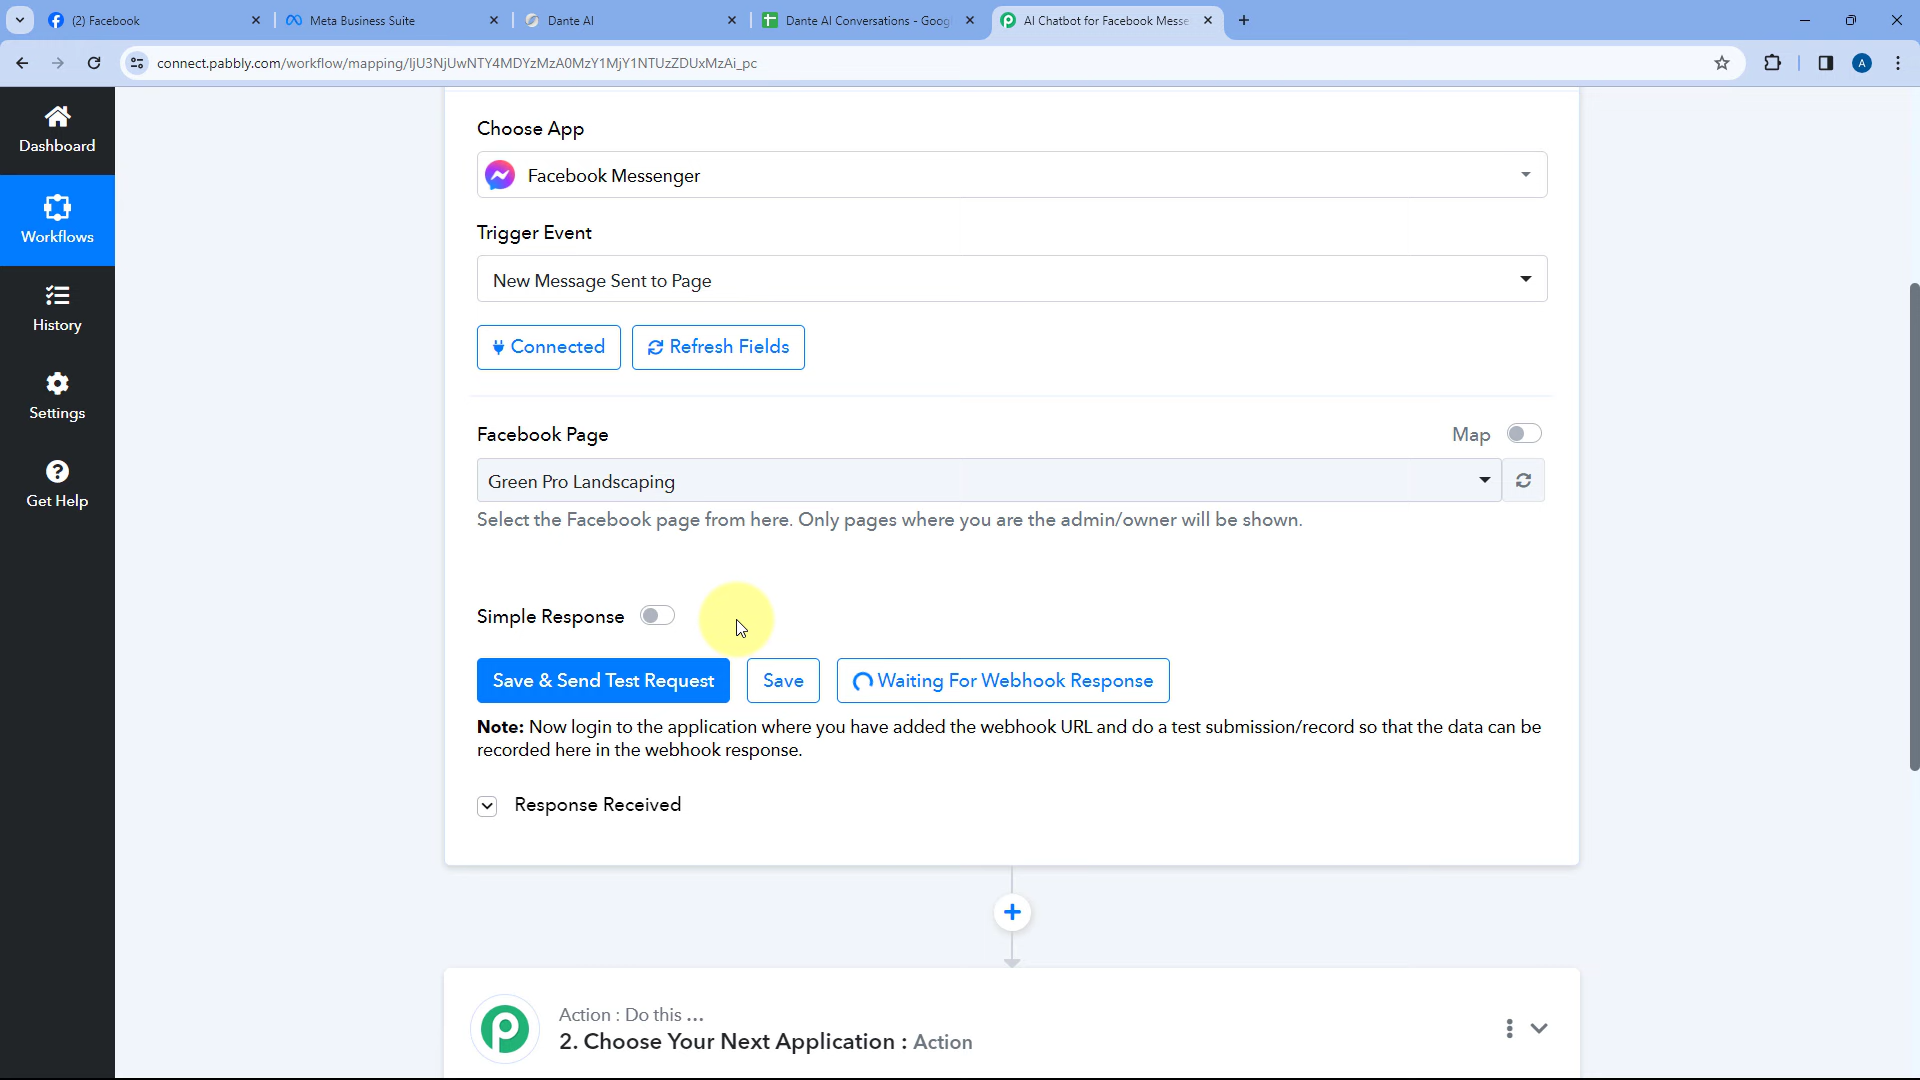 (2) Facebook
Meta Business Suite
Dante AI
Dante AI Conversations - Goog
AI Chatbot for Facebook Messe
connect.pabbly.com/workflow/mapping/IjU3NjUwNTY4MDYzMzA0MzY1MjY1NTUzZDUxMzAi_pc
A
Dashboard
Workflows
History
Settings
Get Help
Choose App
Facebook Messenger
Trigger Event
New Message Sent to Page
Connected
Refresh Fields
Facebook Page
Map
Green Pro Landscaping
Select the Facebook page from here. Only pages where you are the admin/owner will be shown.
Simple Response
Save & Send Test Request
Save
Waiting For Webhook Response
Note: Now login to the application where you have added the webhook URL and do a test submission/record so that the data can be
recorded here in the webhook response.
Response Received
Action : Do this ...
2. Choose Your Next Application : Action